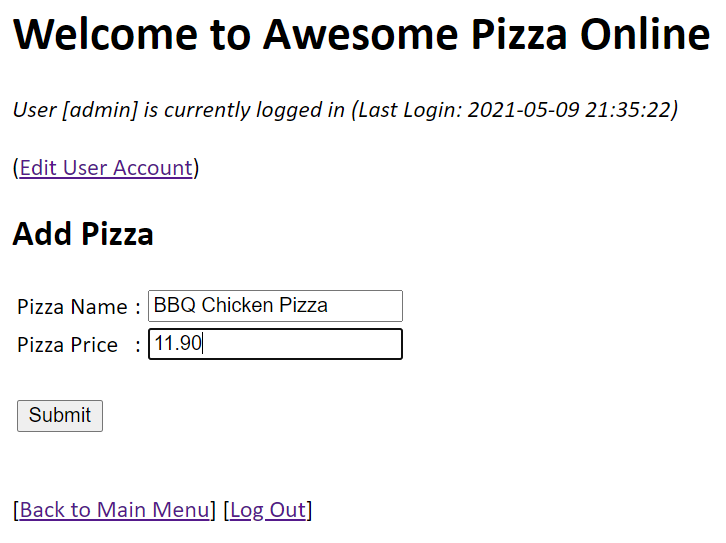 Welcome to Awesome Pizza Online
User [admin] is currently logged in (Last Login: 2021-05-09 21:35:22)
(Edit User Account)
Add Pizza
Pizza Name : BBQ Chicken Pizza
Pizza Price : 11.90
Submit
[Back to Main Menu] [Log Out]